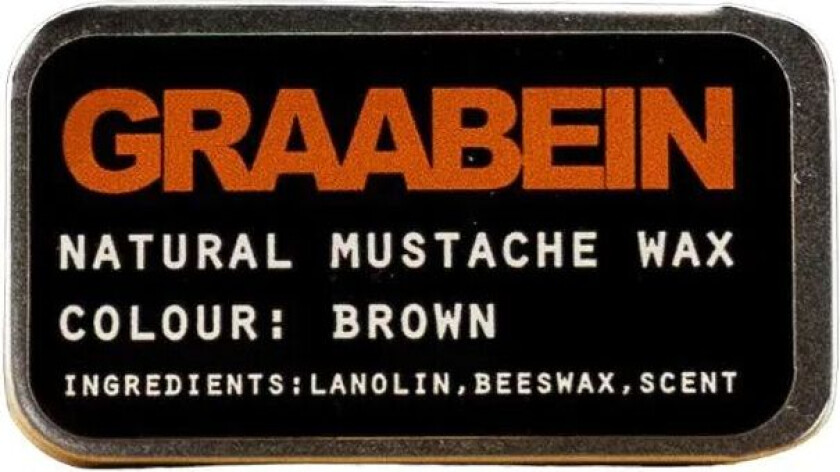 GRAABEIN
NATURAL MUSTACHE WAX
COLOUR: BROWN
INGREDIENTS:LANOLIN,BEESWAX,SCENT